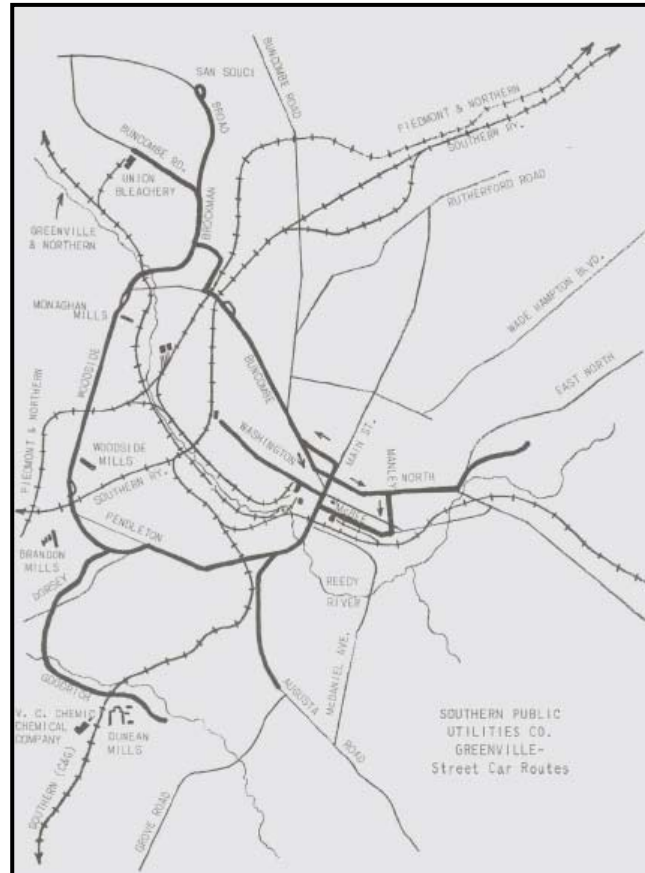 SAN SOUCI
BROAD
BUNCOMBE ROAD
PIEDMONT & NORTHERN
SOUTHERN RY.
BUNCOMBE RD.
UNION
BLEACHERY
BROCKMAN
RUTHERFORD ROAD
GREENVILLE
& NORTHERN
WADE HAMPTON BLVD.
MONAGHAN
MILLS
EAST NORTH
WOODSIDE
BUNCOMBE
PIEDMONT & NORTHERN
WASHINGTON
MAIN ST.
MANLEY
NORTH
WOODSIDE
MILLS
SOUTHERN RY.
PENDLETON
BRANDON
MILLS
DORSEY
REEDY
RIVER
McDANIEL AVE.
AUGUSTA
ROAD
V. C. CHEMIC
CHEMICAL
COMPANY
DUNEAN
MILLS
SOUTHERN (C&G)
GROVE ROAD
SOUTHERN PUBLIC
UTILITIES CO.
GREENVILLE-
Street Car Routes